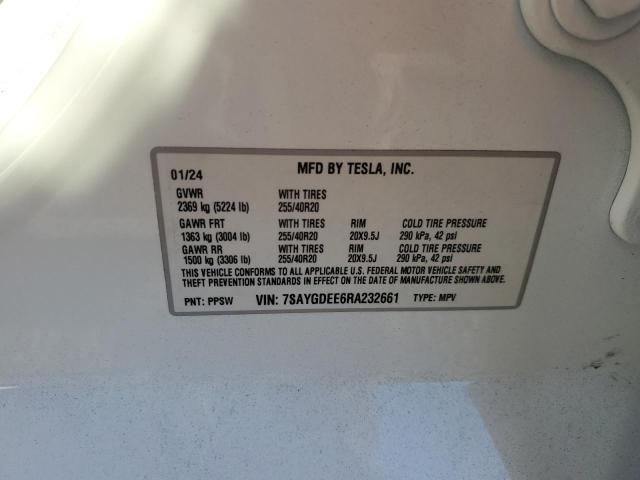 01/24 MFD BY TESLA, INC.
GVWR WITH TIRES
2369 kg (5224 lb) 255/40R20
GAWR FRT WITH TIRES RIM COLD TIRE PRESSURE
1363 kg (3004 lb) 255/40R20 20X9.5J 290 kPa, 42 psi
GAWR RR WITH TIRES RIM COLD TIRE PRESSURE
1500 kg (3306 lb) 255/40R20 20X9.5J 290 kPa, 42 psi
THIS VEHICLE CONFORMS TO ALL APPLICABLE U.S. FEDERAL MOTOR VEHICLE SAFETY AND
THEFT PREVENTION STANDARDS IN EFFECT ON THE DATE OF MANUFACTURE SHOWN ABOVE.
PNT: PPSW VIN: 7SAYGDEE6RA232661 TYPE: MPV